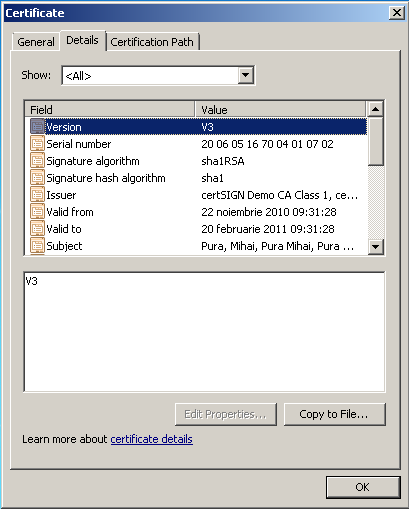 Certificate
General Details Certification Path
Show: <All>
Field Value
Version V3
Serial number 20 06 05 16 70 04 01 07 02
Signature algorithm sha1RSA
Signature hash algorithm sha1
Issuer certSIGN Demo CA Class 1, ce...
Valid from 22 noiembrie 2010 09:31:28
Valid to 20 februarie 2011 09:31:28
Subject Pura, Mihai, Pura Mihai, Pura ...
V3
Edit Properties... Copy to File...
Learn more about certificate details
OK